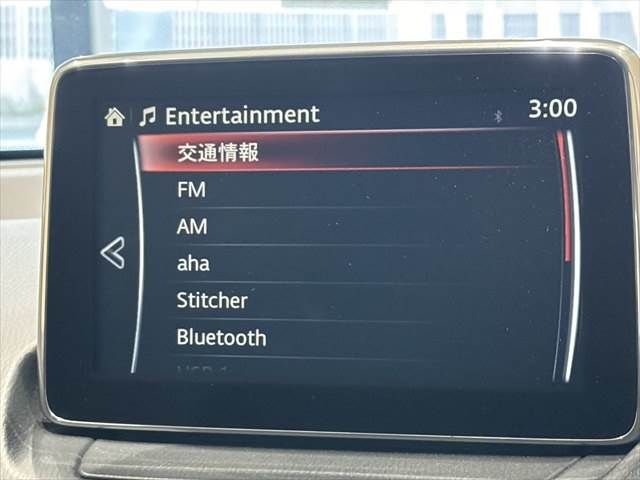 Entertainment 3:00
交通情報
FM
AM
aha
Stitcher
Bluetooth